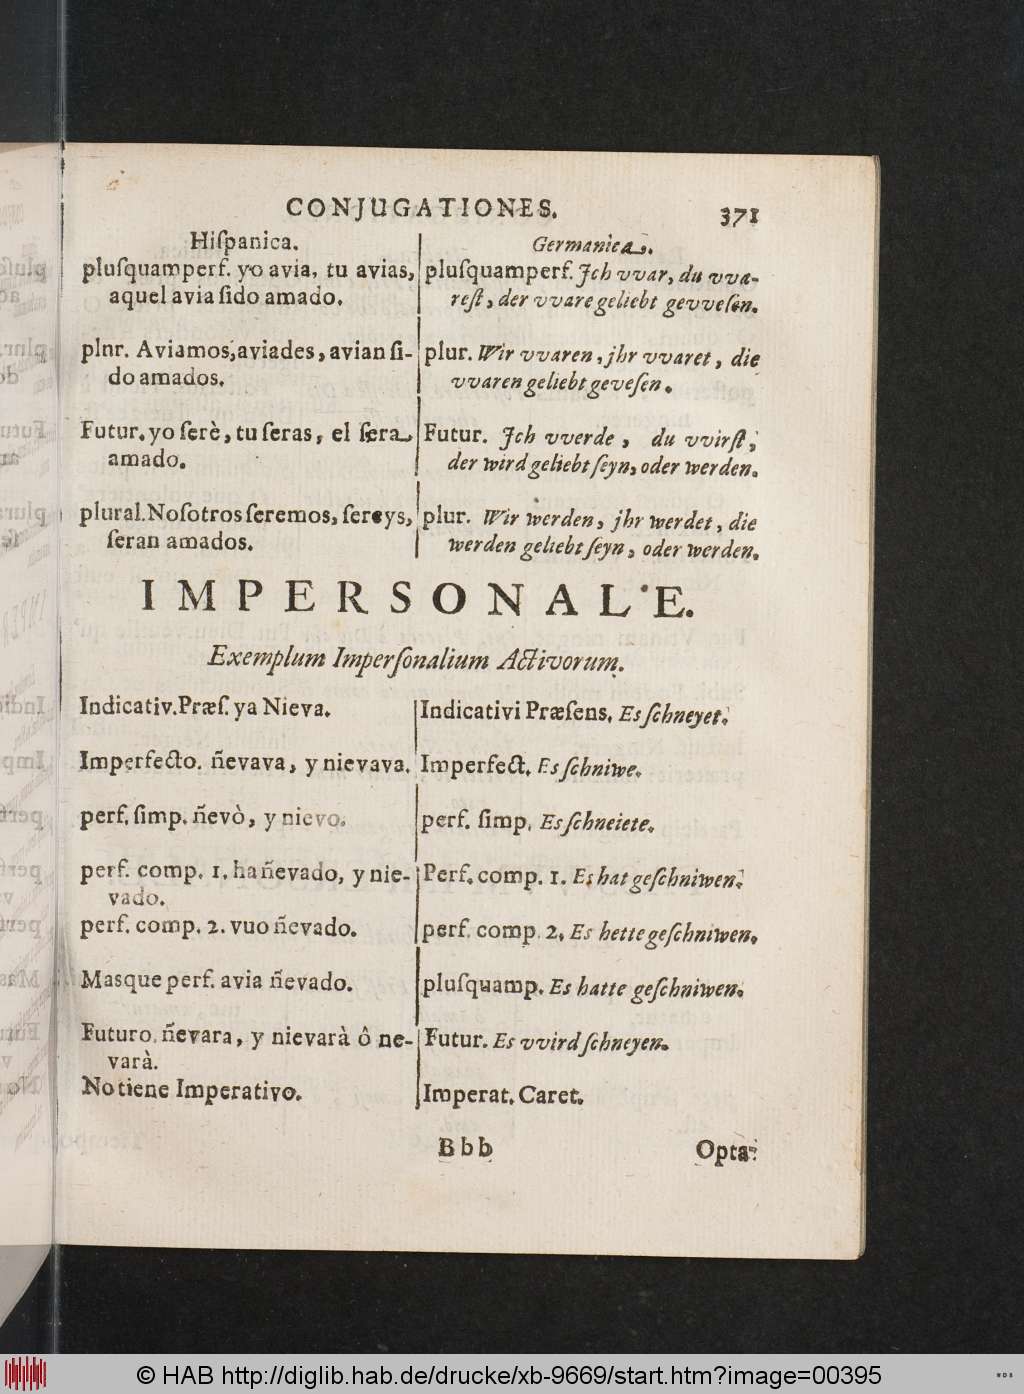 CONJUGATIONES. 371
Hiſpanica.
pluſquamperf. yo avia, tu avias,
aquel avia ſido amado.
plnr. Aviamos, aviades, avian ſi-
do amados.
Futur. yo ſerè, tu ſeras, el ſera
amado.
plural. Noſotros ſeremos, ſereys,
ſeran amados.
Germanica.
pluſquamperf. Jch vvar, du vva-
reſt, der vvare geliebt gevveſen.
plur. Wir vvaren, jhr vvaret, die
vvaren geliebt geveſen.
Futur. Jch vverde, du vvirſt,
der wird geliebt ſeyn, oder werden.
plur. Wir werden, jhr werdet, die
werden geliebt ſeyn, oder werden.
IMPERSONALE.
Exemplum Imperſonalium Activorum.
Indicativ. Præſ. ya Nieva.
Imperfecto. ñevava, y nievava.
perf. ſimp. ñevò, y nievo.
perf. comp. 1. ha ñevado, y nie-
vado.
perf. comp. 2. vuo ñevado.
Masque perf. avia ñevado.
Futuro. ñevara, y nievarà ô ne-
varà.
No tiene Imperativo.
Indicativi Præſens. Es ſchneyet.
Imperfect. Es ſchniwe.
perf. ſimp. Es ſchneiete.
Perf. comp. 1. Es hat geſchniwen.
perf. comp. 2. Es hette geſchniwen.
pluſquamp. Es hatte geſchniwen.
Futur. Es vvird ſchneyen.
Imperat. Caret.
Bbb Opta-
© HAB http://diglib.hab.de/drucke/xb-9669/start.htm?image=00395